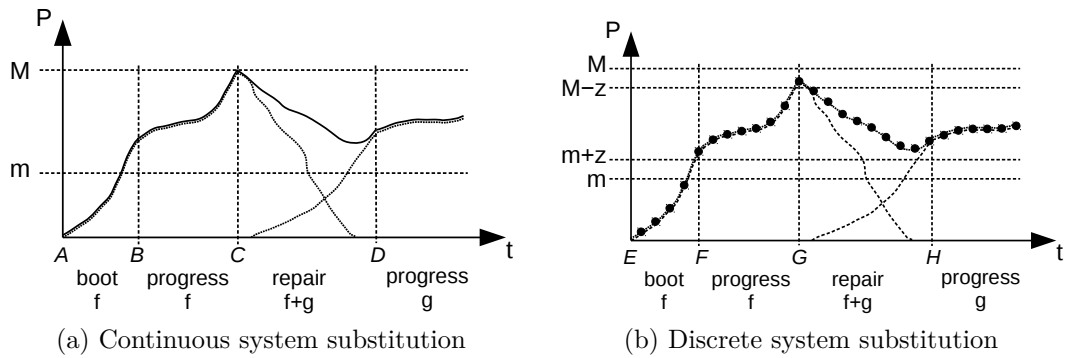 P
M
m
A B C D t
boot progress repair progress
f f f+g g
(a) Continuous system substitution
P
M
M−z
m+z
m
E F G H t
boot progress repair progress
f f f+g g
(b) Discrete system substitution